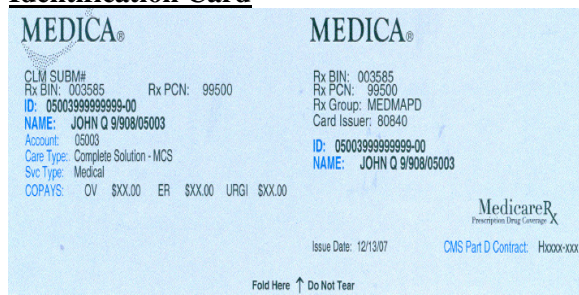 Identification Card
MEDICA®
CLM SUBM#
Rx BIN: 003585 Rx PCN: 99500
ID: 05003999999999-00
NAME: JOHN Q 9/908/05003
Account: 05003
Care Type: Complete Solution - MCS
Svc Type: Medical
COPAYS: OV $XX.00 ER $XX.00 URGI $XX.00
MEDICA®
Rx BIN: 003585
Rx PCN: 99500
Rx Group: MEDMAPD
Card Issuer: 80840
ID: 05003999999999-00
NAME: JOHN Q 9/908/05003
MedicareRx
Prescription Drug Coverage
Issue Date: 12/13/07 CMS Part D Contract: Hxxxx-xxx
Fold Here ↑ Do Not Tear